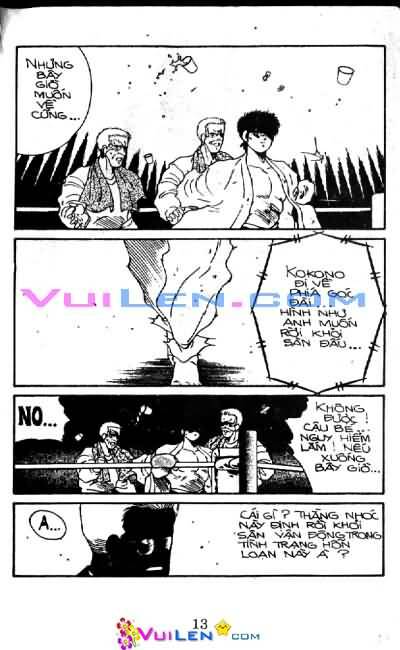 NHƯNG
BÂY
GIỜ
MUỐN
VỀ
CŨNG...
KOKONO
ĐI VỀ
PHÍA GÓC
ĐÀI...
HÌNH NHƯ
ANH MUỐN
RỜI KHỎI
SÂN ĐẤU...
VUILEN.COM
NO...
KHÔNG
ĐƯỢC!
CẬU BÉ...
NGUY HIỂM
LẮM! NẾU
XUỐNG
BÂY GIỜ...
A...
CÁI GÌ? THẰNG NHÓC
NÀY ĐỊNH RỜI KHỎI
SÂN VẬN ĐỘNG TRONG
TÌNH TRẠNG HỖN
LOẠN NÀY À?
13
VUILEN.COM